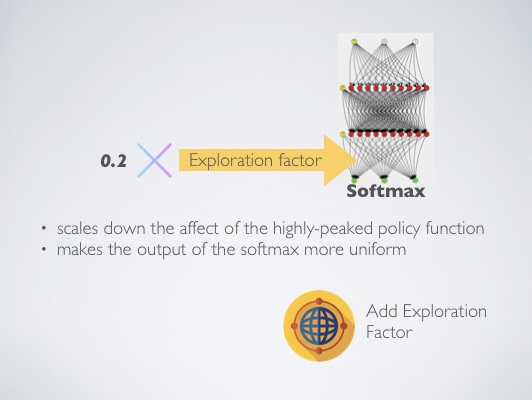 0.2
Exploration factor
Softmax
• scales down the affect of the highly-peaked policy function
• makes the output of the softmax more uniform
Add Exploration
Factor